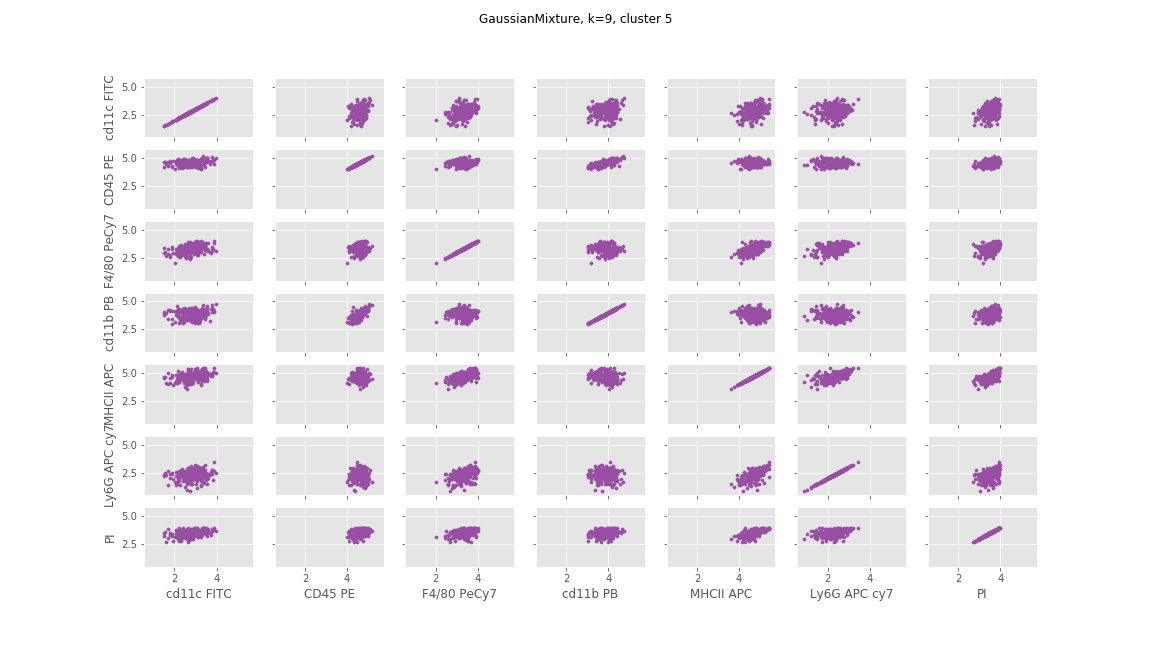 GaussianMixture, k=9, cluster 5
cd11c FITC
5.0
2.5
CD45 PE
5.0
2.5
F4/80 PeCy7
5.0
2.5
cd11b PB
5.0
2.5
MHCII APC
5.0
2.5
Ly6G APC cy7
5.0
2.5
PI
5.0
2.5
2 4 2 4 2 4 2 4 2 4 2 4 2 4
cd11c FITC CD45 PE F4/80 PeCy7 cd11b PB MHCII APC Ly6G APC cy7 PI